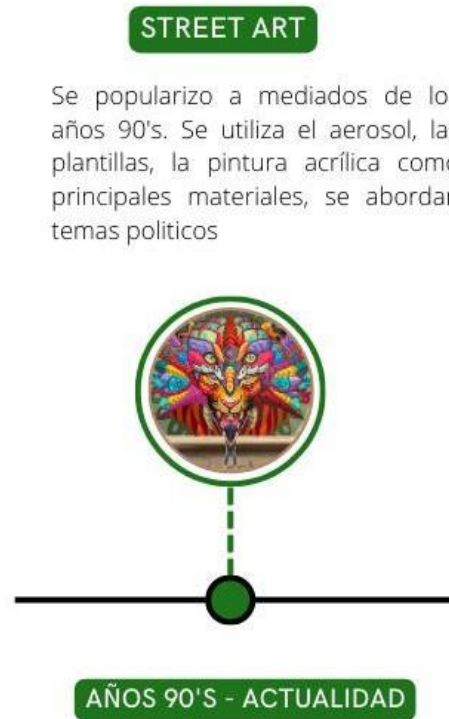 STREET ART
Se popularizo a mediados de lo
años 90's. Se utiliza el aerosol, la
plantillas, la pintura acrílica como
principales materiales, se abordan
temas politicos
AÑOS 90'S - ACTUALIDAD